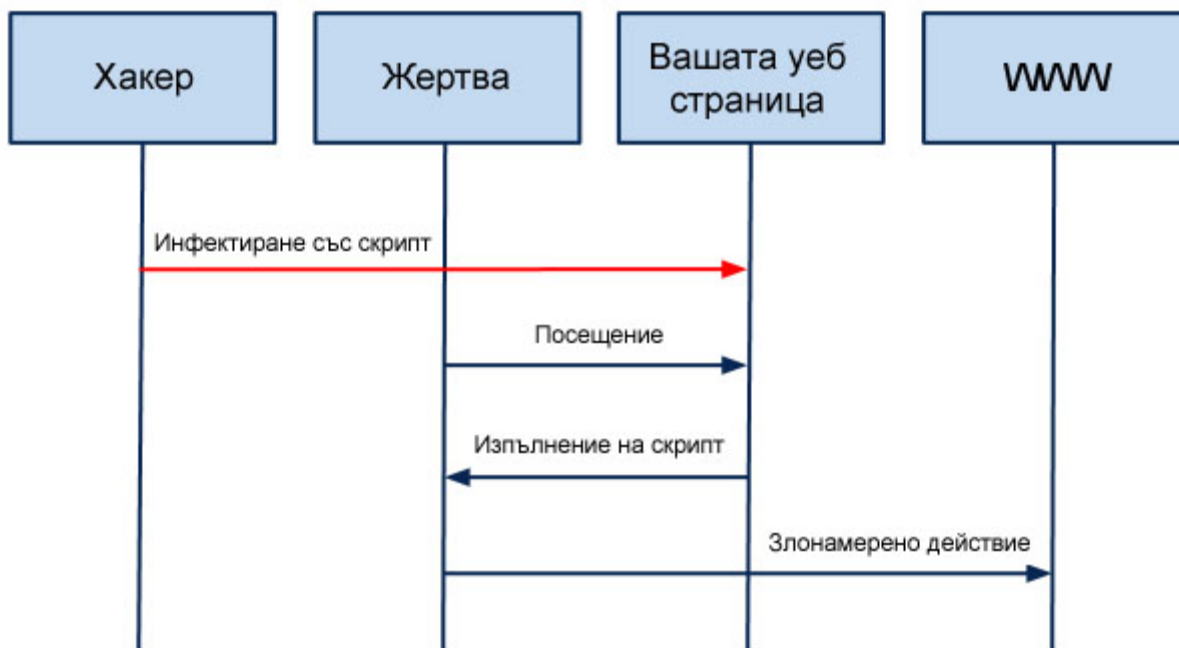 Хакер
Жертва
Вашата уеб
страница
WWW
Инфектиране със скрипт
Посещение
Изпълнение на скрипт
Злонамерено действие